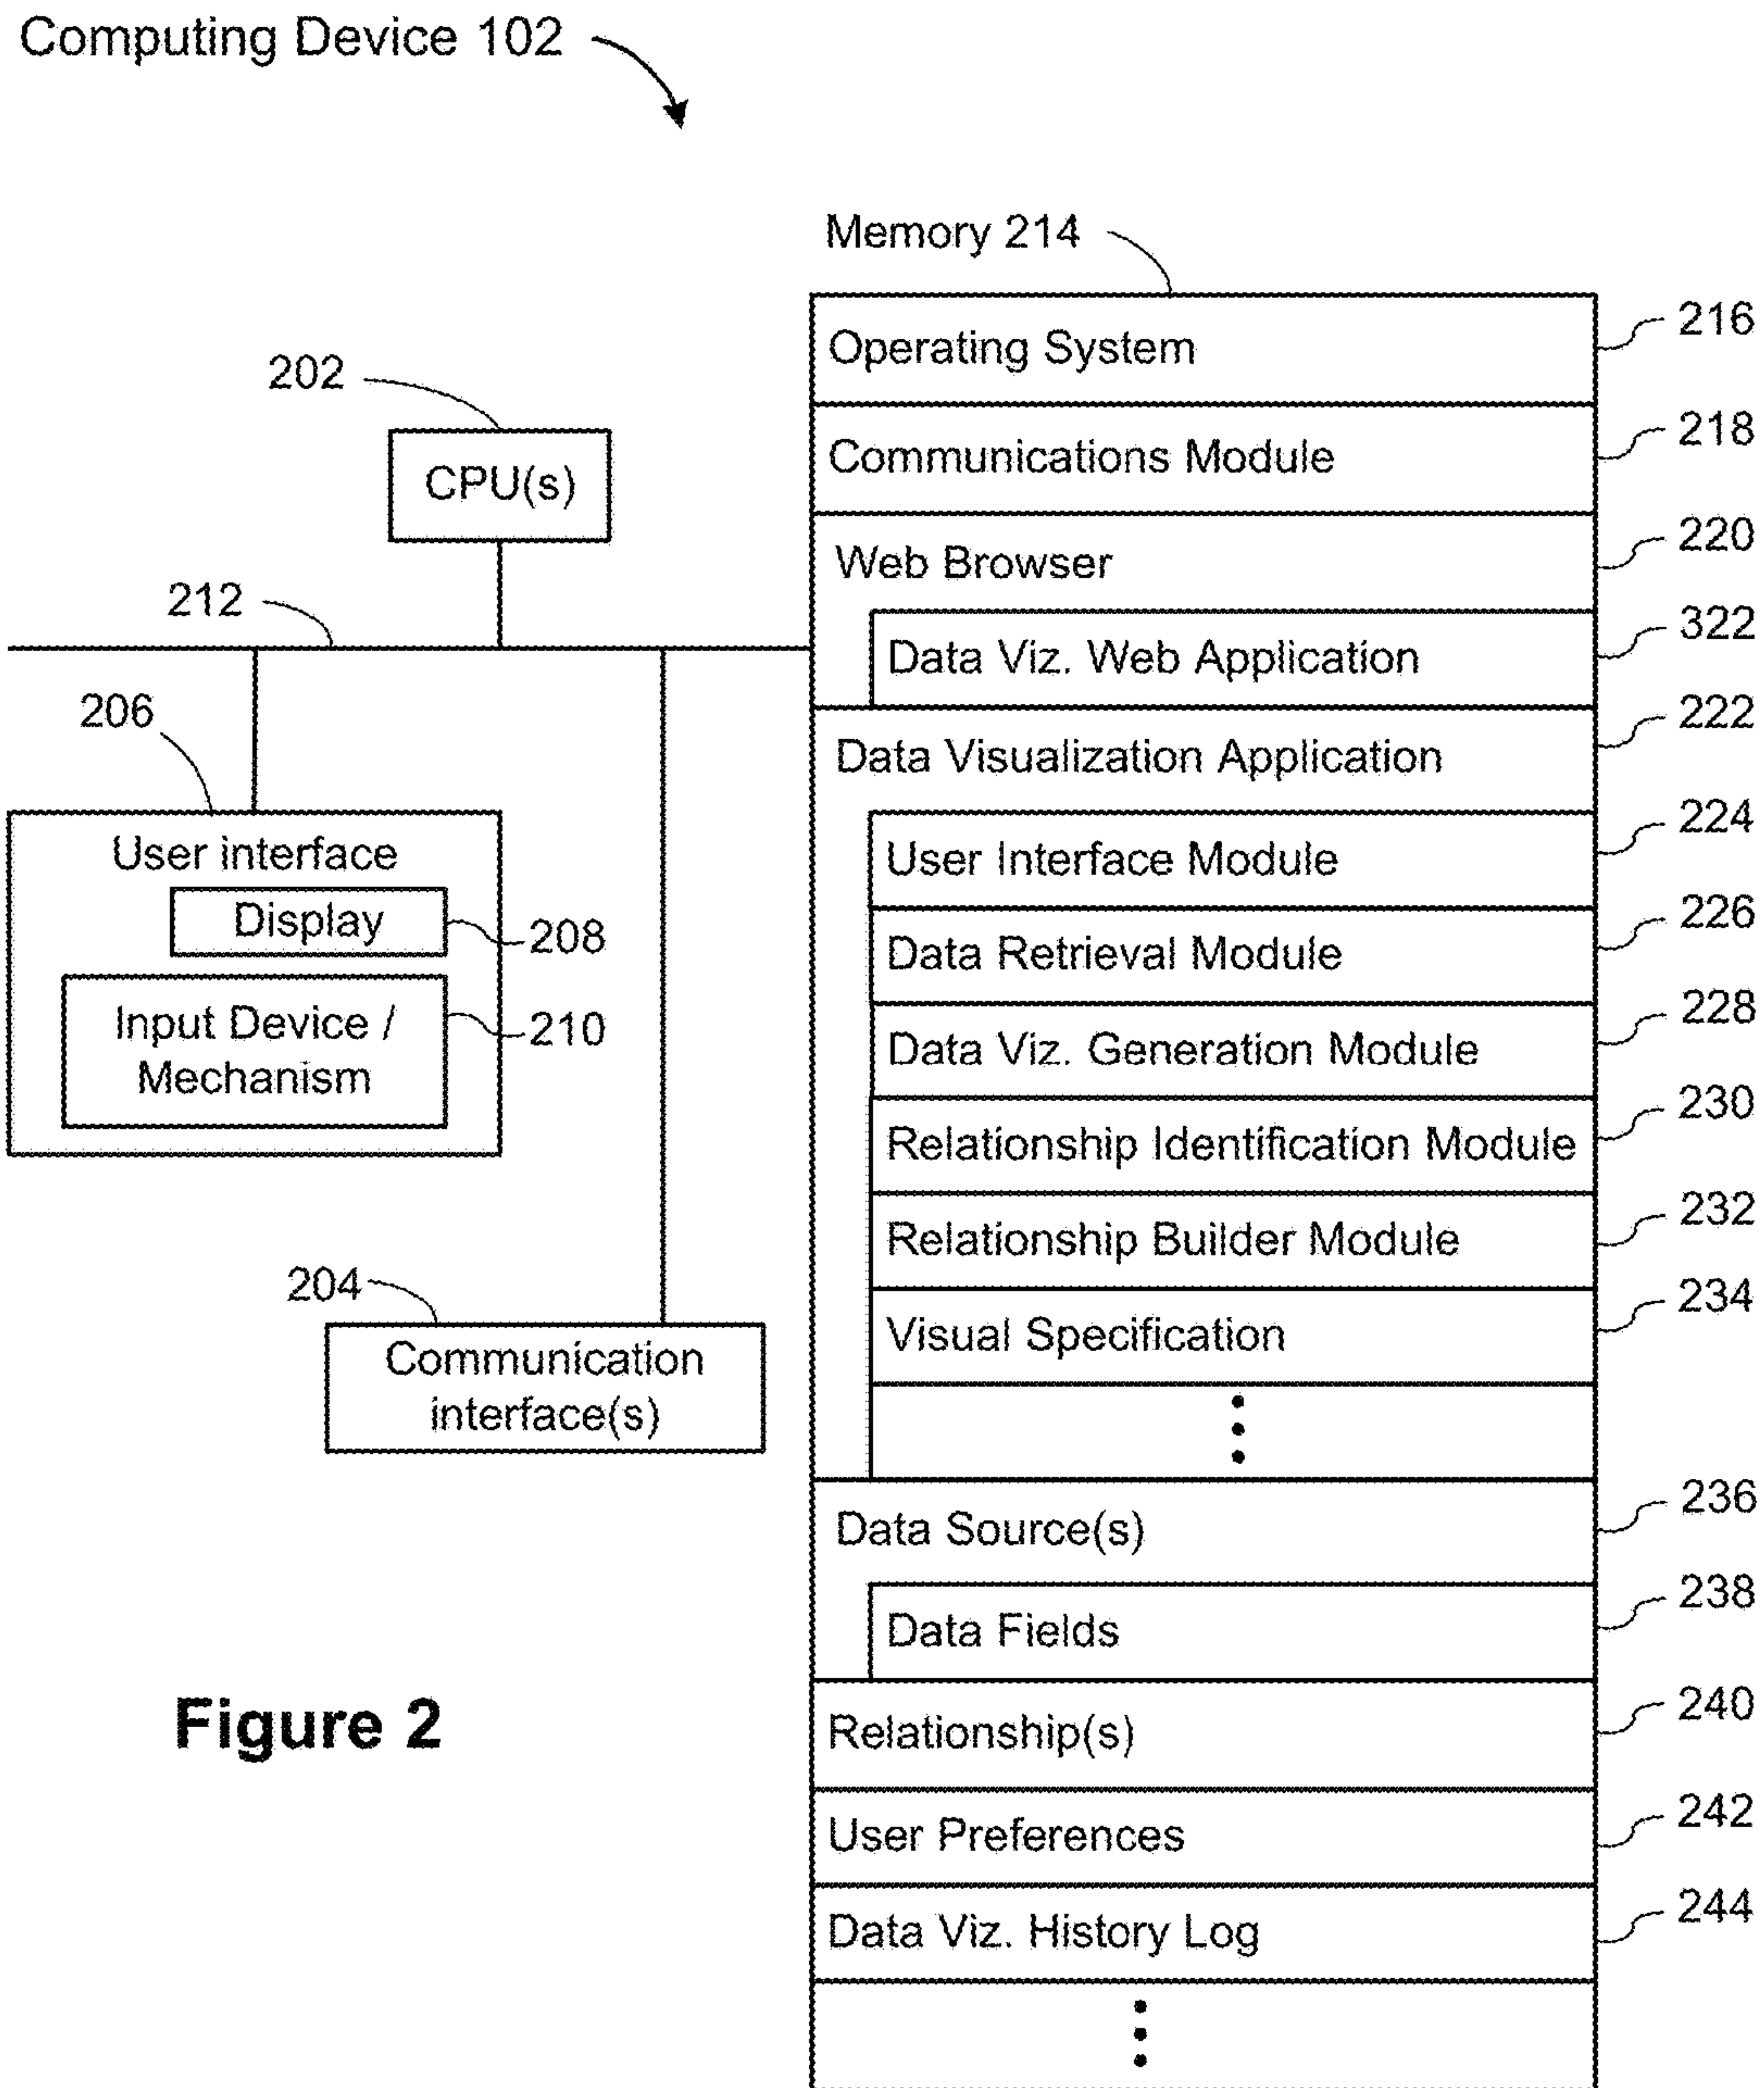 Computing Device 102
Memory 214
Operating System
216
Communications Module
218
Web Browser
220
Data Viz. Web Application
322
Data Visualization Application
222
User Interface Module
224
Data Retrieval Module
226
Data Viz. Generation Module
228
Relationship Identification Module
230
Relationship Builder Module
232
Visual Specification
234
Data Source(s)
236
Data Fields
238
Relationship(s)
240
User Preferences
242
Data Viz. History Log
244
202
CPU(s)
212
206
User interface
Display
208
Input Device /
Mechanism
210
204
Communication
interface(s)
Figure 2